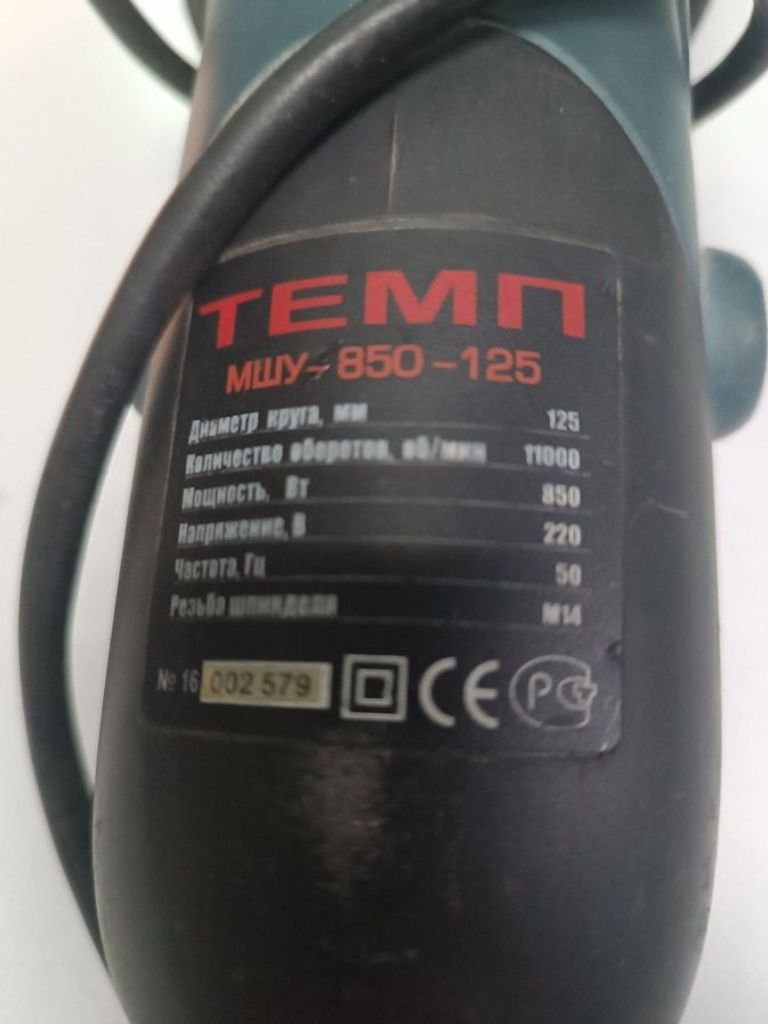 ТЕМП
МШУ-850-125
Диаметр круга, мм 125
Количество оборотов, об/мин 11000
Мощность, Вт 850
Напряжение, В 220
Частота, Гц 50
Резьба шпинделя М14
№ 16 002 579 CE РСТ